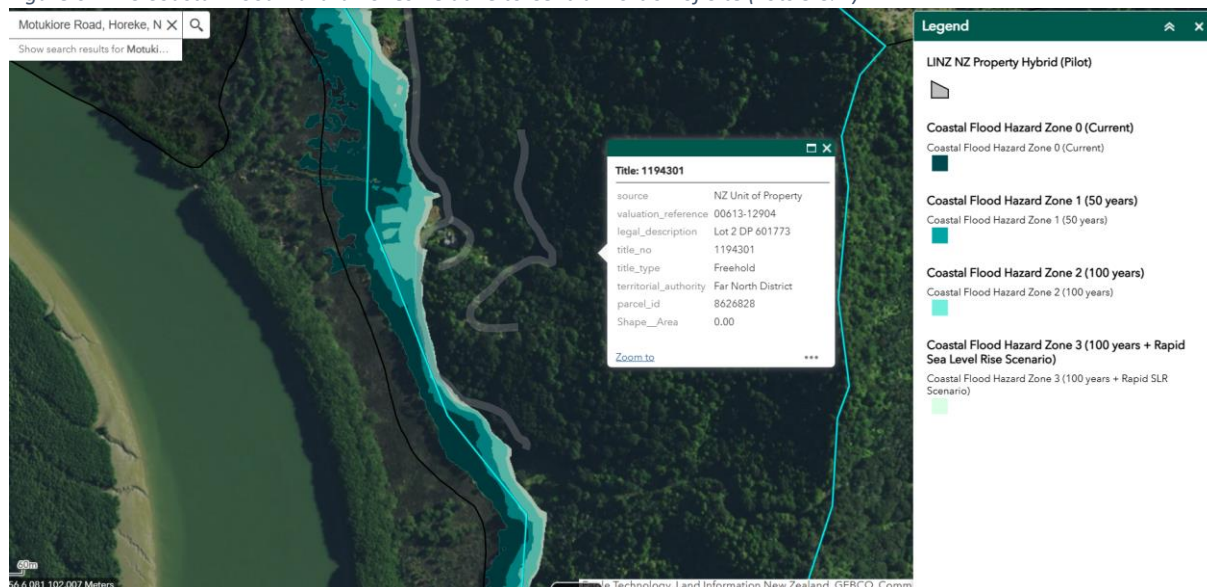 Motukiore Road, Horeke, N
Show search results for Motuki...
Legend
LINZ NZ Property Hybrid (Pilot)
Coastal Flood Hazard Zone 0 (Current)
Coastal Flood Hazard Zone 0 (Current)
Coastal Flood Hazard Zone 1 (50 years)
Coastal Flood Hazard Zone 1 (50 years)
Coastal Flood Hazard Zone 2 (100 years)
Coastal Flood Hazard Zone 2 (100 years)
Coastal Flood Hazard Zone 3 (100 years + Rapid
Sea Level Rise Scenario)
Coastal Flood Hazard Zone 3 (100 years + Rapid SLR
Scenario)
Title: 1194301
source NZ Unit of Property
valuation_reference 00613-12904
legal_description Lot 2 DP 601773
title_no 1194301
title_type Freehold
territorial_authority Far North District
parcel_id 8626828
Shape__Area 0.00
Zoom to
60m
Technology, Land Information New Zealand, GEBCO, Comm